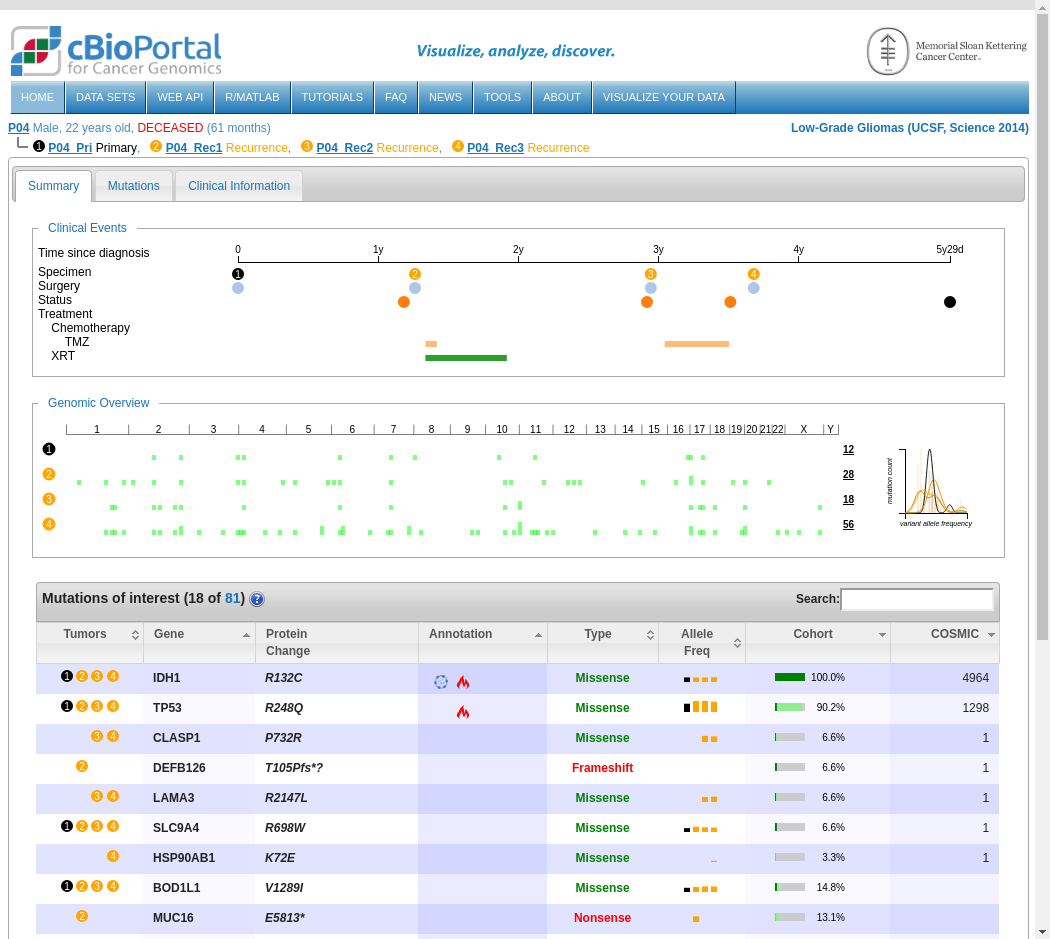 cBioPortal
for Cancer Genomics
Visualize, analyze, discover.
Memorial Sloan Kettering
Cancer Center
HOME DATA SETS WEB API R/MATLAB TUTORIALS FAQ NEWS TOOLS ABOUT VISUALIZE YOUR DATA
P04 Male, 22 years old, DECEASED (61 months) Low-Grade Gliomas (UCSF, Science 2014)
1 P04_Pri Primary, 2 P04_Rec1 Recurrence, 3 P04_Rec2 Recurrence, 4 P04_Rec3 Recurrence
Summary Mutations Clinical Information
Clinical Events
Time since diagnosis 0 1y 2y 3y 4y 5y29d
Specimen 1 2 3 4
Surgery
Status
Treatment
Chemotherapy
TMZ
XRT
Genomic Overview
1 2 3 4 5 6 7 8 9 10 11 12 13 14 15 16 17 18 19 20 21 22 X Y
1 12
2 28
3 18
4 56
mutation count
variant allele frequency
Mutations of interest (18 of 81) ? Search:
Tumors Gene Protein Change Annotation Type Allele Freq Cohort COSMIC
1 2 3 4 IDH1 R132C Missense 100.0% 4964
1 2 3 4 TP53 R248Q Missense 90.2% 1298
3 4 CLASP1 P732R Missense 6.6% 1
2 DEFB126 T105Pfs*? Frameshift 6.6% 1
3 4 LAMA3 R2147L Missense 6.6% 1
1 2 3 4 SLC9A4 R698W Missense 6.6% 1
4 HSP90AB1 K72E Missense 3.3% 1
1 2 3 4 BOD1L1 V1289I Missense 14.8%
2 MUC16 E5813* Nonsense 13.1%